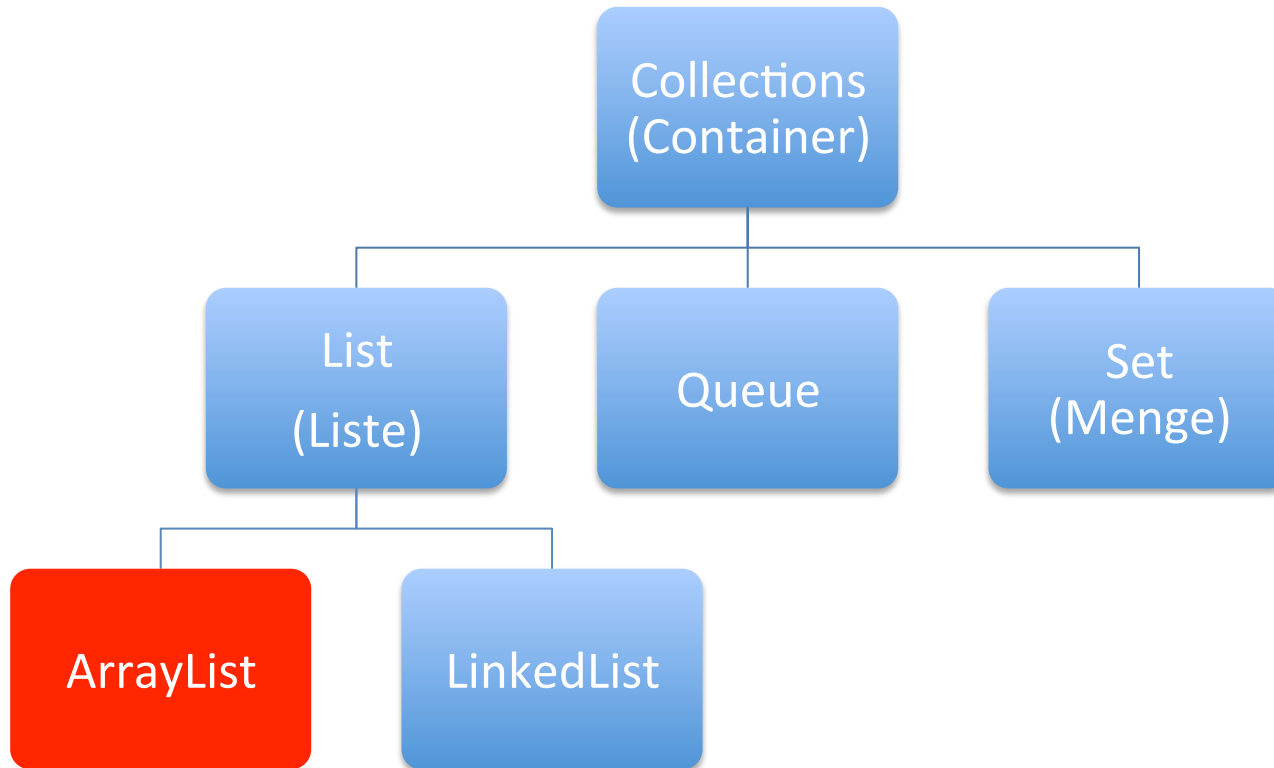 Collections
(Container)
List
(Liste)
Queue
Set
(Menge)
ArrayList
LinkedList